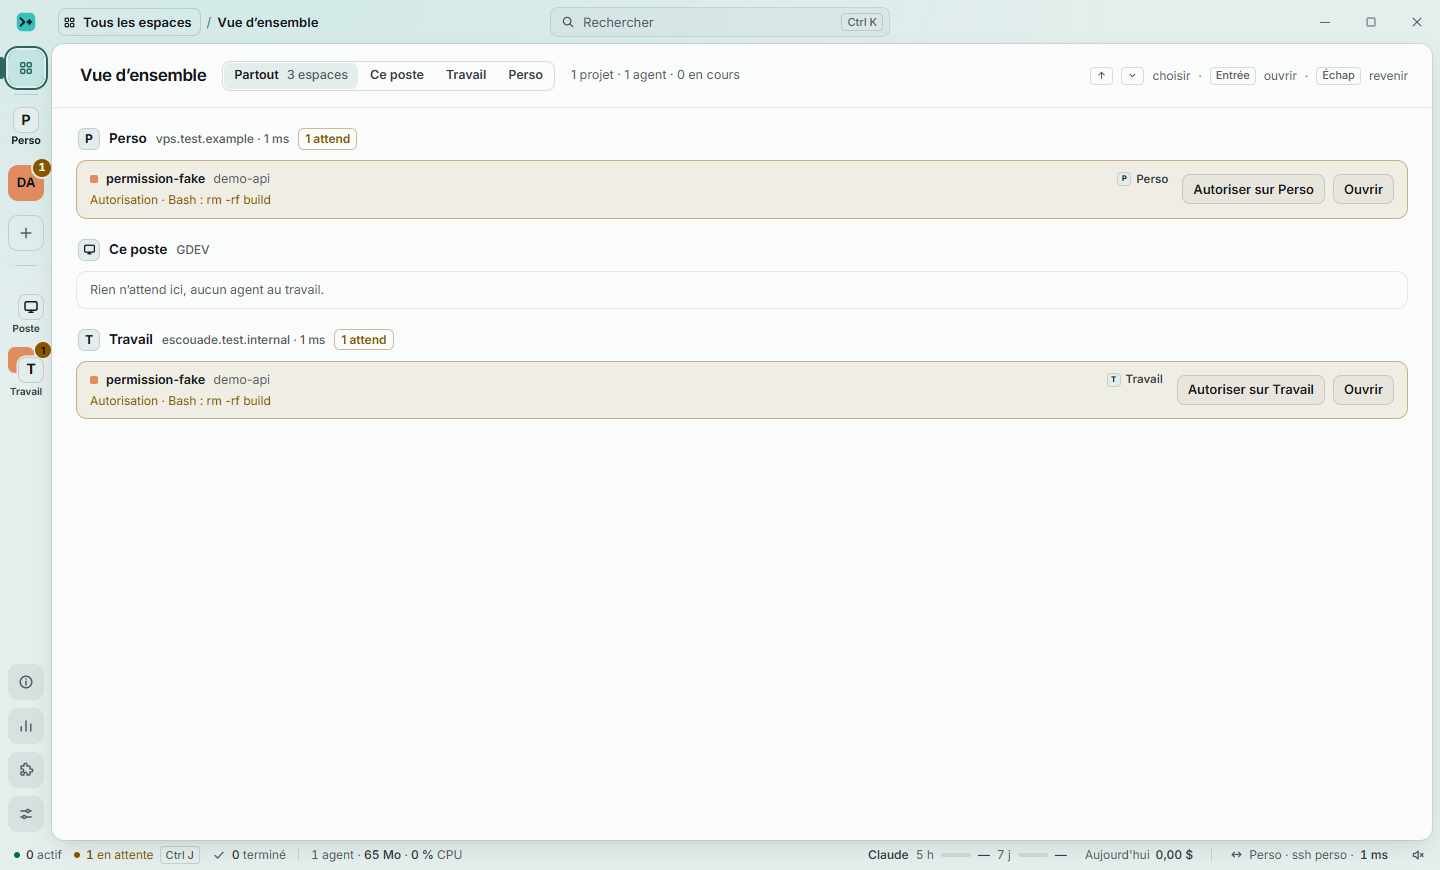 Tous les espaces / Vue d’ensemble
Rechercher
Ctrl K
Vue d’ensemble
Partout 3 espaces
Ce poste
Travail
Perso
1 projet · 1 agent · 0 en cours
choisir · Entrée ouvrir · Échap revenir
P
Perso
1
DA
Poste
1
T
Travail
P Perso vps.test.example · 1 ms 1 attend
permission-fake demo-api
Autorisation · Bash : rm -rf build
P Perso
Autoriser sur Perso
Ouvrir
Ce poste GDEV
Rien n’attend ici, aucun agent au travail.
T Travail escouade.test.internal · 1 ms 1 attend
permission-fake demo-api
Autorisation · Bash : rm -rf build
T Travail
Autoriser sur Travail
Ouvrir
0 actif 1 en attente Ctrl J 0 terminé 1 agent · 65 Mo · 0 % CPU
Claude 5 h — 7 j — Aujourd'hui 0,00 $ Perso · ssh perso · 1 ms